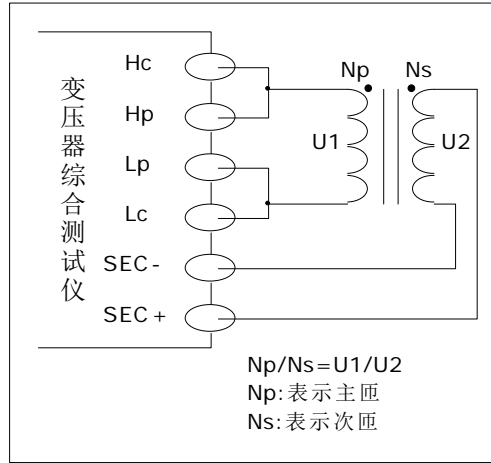 变压器综合测试仪
Hc
Hp
Lp
Lc
SEC-
SEC+
Np
Ns
U1
U2
Np/Ns=U1/U2
Np:表示主匝
Ns:表示次匝